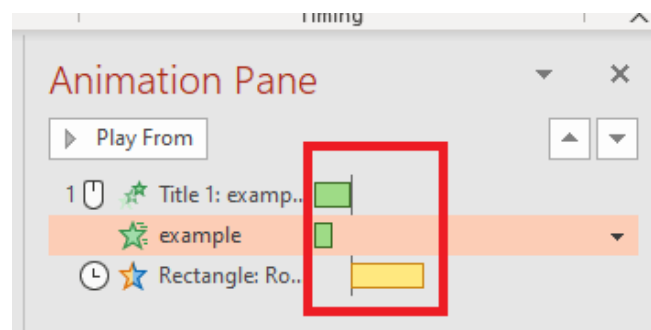 Timing
Animation Pane
Play From
1 Title 1: examp..
example
Rectangle: Ro..